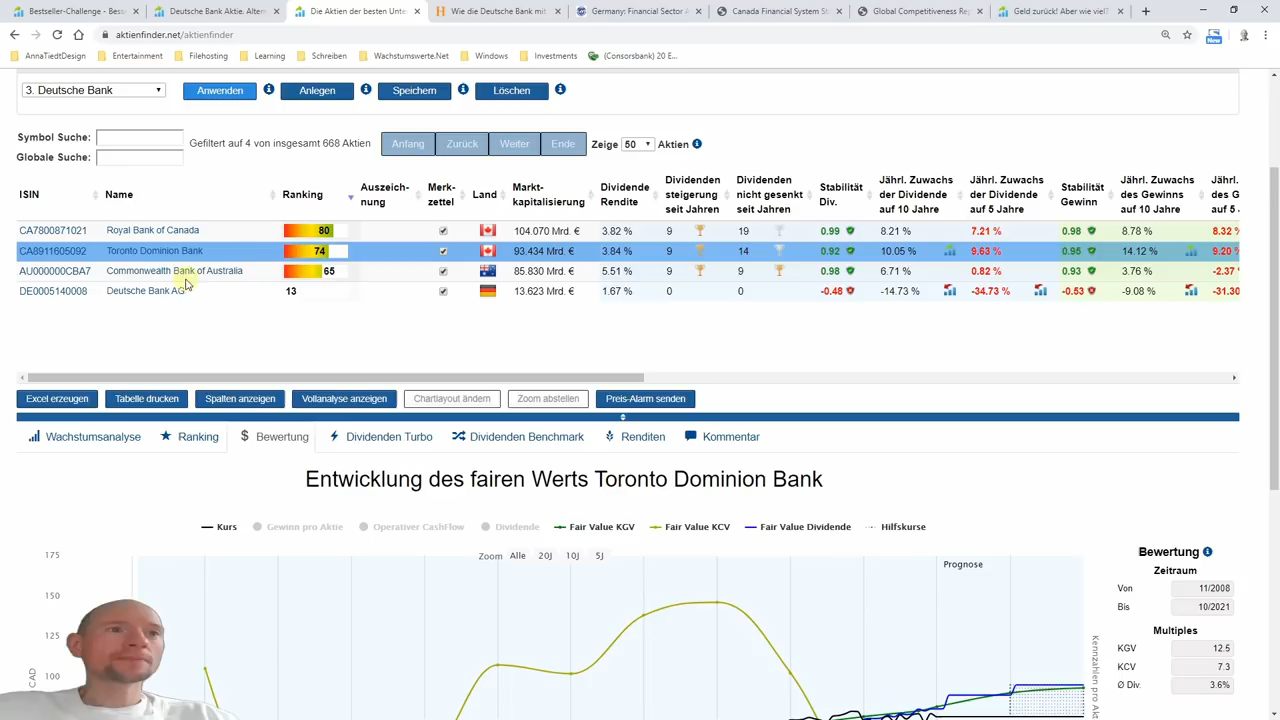 Bestseller-Challenge - Bess
Deutsche Bank Aktie. Altern
Die Aktien der besten Unte
Wie die Deutsche Bank mit
Germany: Financial Sector A
Canada Financial System St
Global Competitiveness Rep
Geld zurück! Aber wie viel?
aktienfinder.net/aktienfinder
New
AnnaTiedtDesign
Entertainment
Filehosting
Learning
Schreiben
Wachstumswerte.Net
Windows
Investments
(Consorsbank) 20 E...
3. Deutsche Bank
Anwenden
Anlegen
Speichern
Löschen
Symbol Suche:
Globale Suche:
Gefiltert auf 4 von insgesamt 668 Aktien
Anfang
Zurück
Weiter
Ende
Zeige
50
Aktien
ISIN
Name
Ranking
Auszeich-
nung
Merk-
zettel
Land
Markt-
kapitalisierung
Dividende
Rendite
Dividenden
steigerung
seit Jahren
Dividenden
nicht gesenkt
seit Jahren
Stabilität
Div.
Jährl. Zuwachs
der Dividende
auf 10 Jahre
Jährl. Zuwachs
der Dividende
auf 5 Jahre
Stabilität
Gewinn
Jährl. Zuwachs
des Gewinns
auf 10 Jahre
Jährl.
des G
auf 5
CA7800871021 Royal Bank of Canada 80 104.070 Mrd. € 3.82 % 9 19 0.99 8.21 % 7.21 % 0.98 8.78 % 8.32 %
CA8911605092 Toronto Dominion Bank 74 93.434 Mrd. € 3.84 % 9 14 0.92 10.05 % 9.63 % 0.95 14.12 % 9.20 %
AU000000CBA7 Commonwealth Bank of Australia 65 85.830 Mrd. € 5.51 % 9 9 0.98 6.71 % 0.82 % 0.93 3.76 % -2.37
DE0005140008 Deutsche Bank AG 13 13.623 Mrd. € 1.67 % 0 0 -0.48 -14.73 % -34.73 % -0.53 -9.08 % -31.30
Excel erzeugen
Tabelle drucken
Spalten anzeigen
Vollanalyse anzeigen
Chartlayout ändern
Zoom abstellen
Preis-Alarm senden
Wachstumsanalyse
Ranking
Bewertung
Dividenden Turbo
Dividenden Benchmark
Renditen
Kommentar
Entwicklung des fairen Werts Toronto Dominion Bank
Kurs
Gewinn pro Aktie
Operativer CashFlow
Dividende
Fair Value KGV
Fair Value KCV
Fair Value Dividende
Hilfskurse
Zoom
Alle
20J
10J
5J
Prognose
175
150
125
100
CAD
Kennzahlen pro Akt
Bewertung
Zeitraum
Von 11/2008
Bis 10/2021
Multiples
KGV 12.5
KCV 7.3
Ø Div. 3.6%